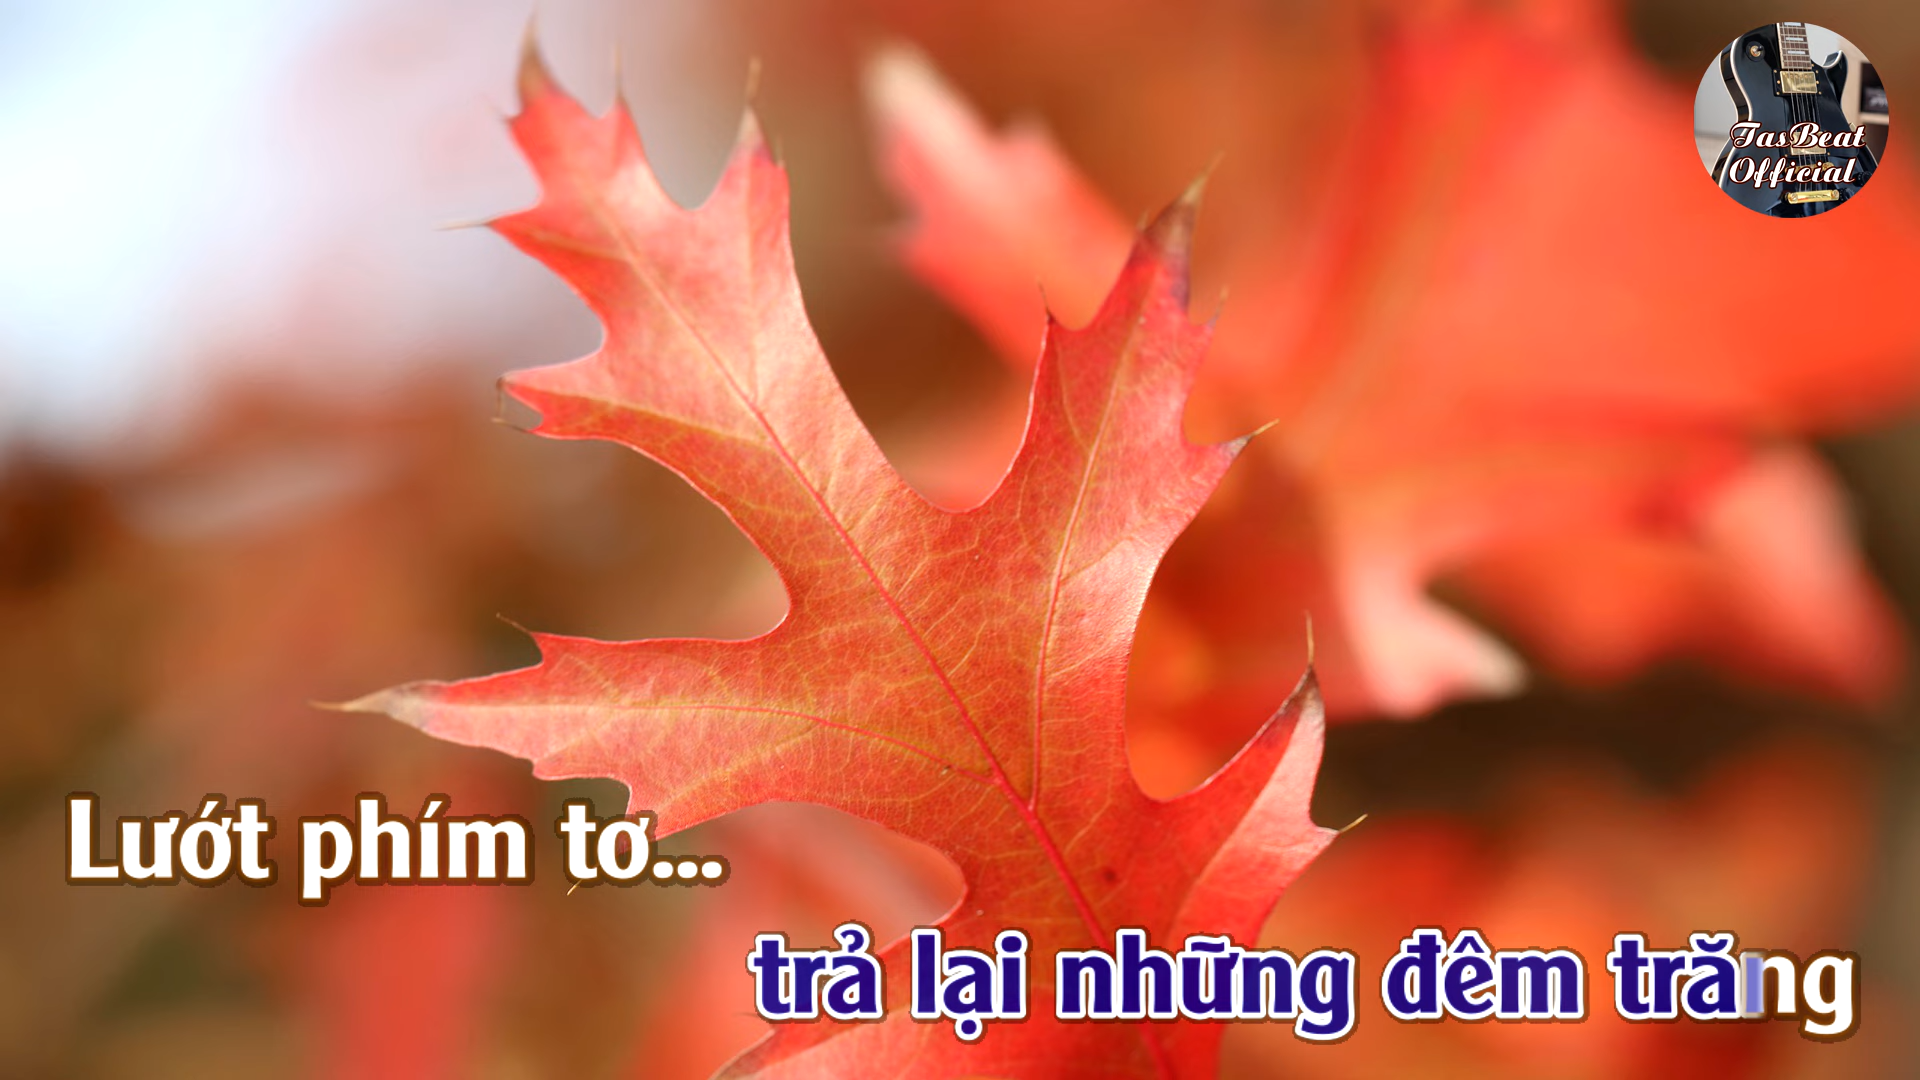 TasBeat
Official
Lướt phím tơ...
trả lại những đêm trăng